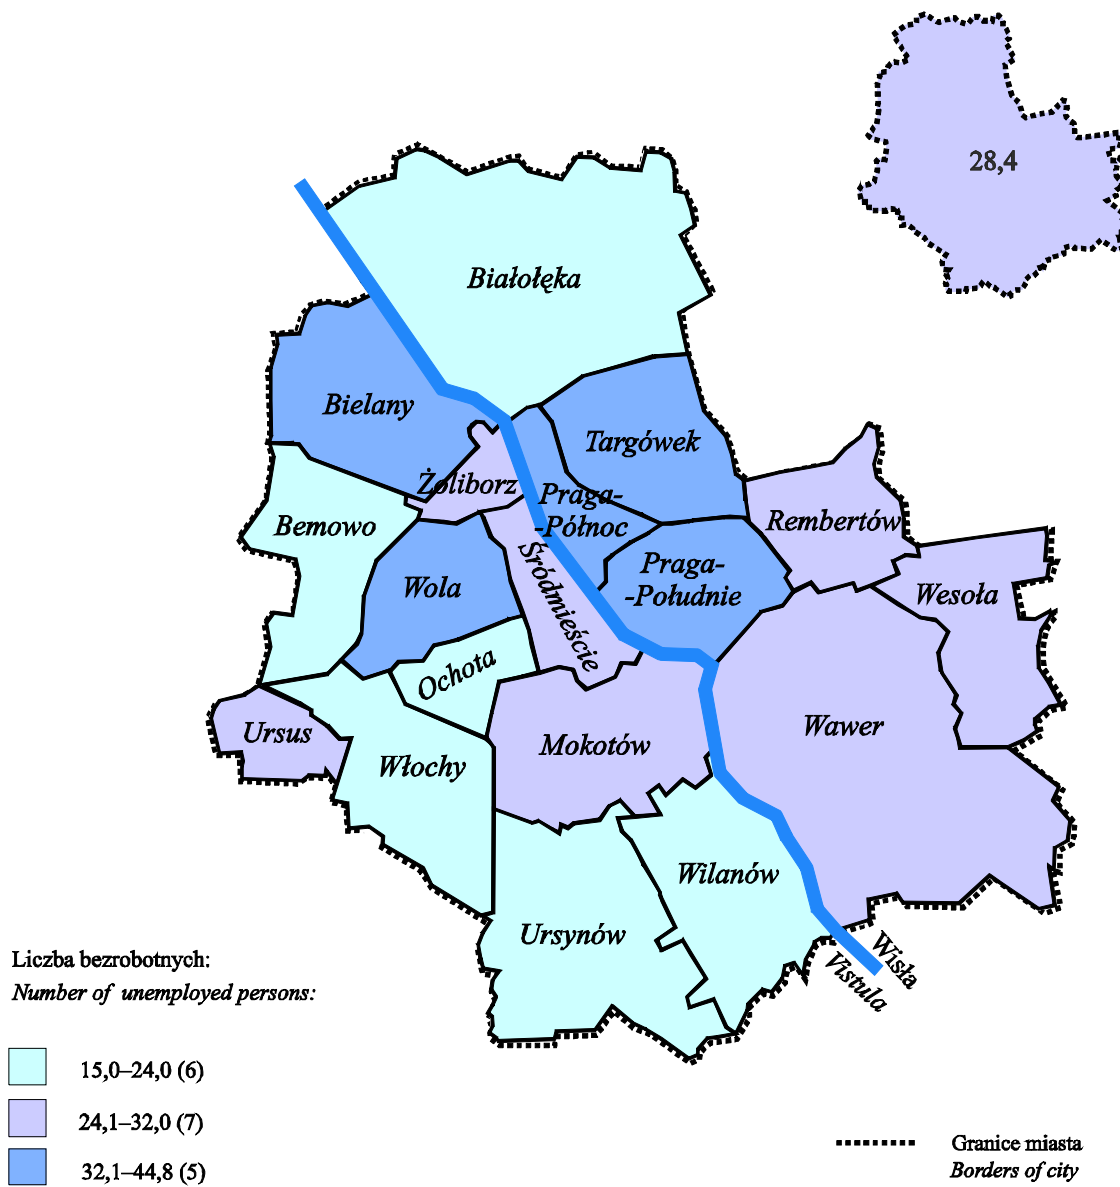 28,4
Białołęka
Bielany
Targówek
Żoliborz
Praga-
-Północ
Rembertów
Bemowo
Śródmieście
Praga-
-Południe
Wola
Wesoła
Ochota
Ursus
Mokotów
Wawer
Włochy
Wilanów
Ursynów
Wisła
Vistula
Liczba bezrobotnych:
Number of unemployed persons:
15,0–24,0 (6)
24,1–32,0 (7)
32,1–44,8 (5)
Granice miasta
Borders of city